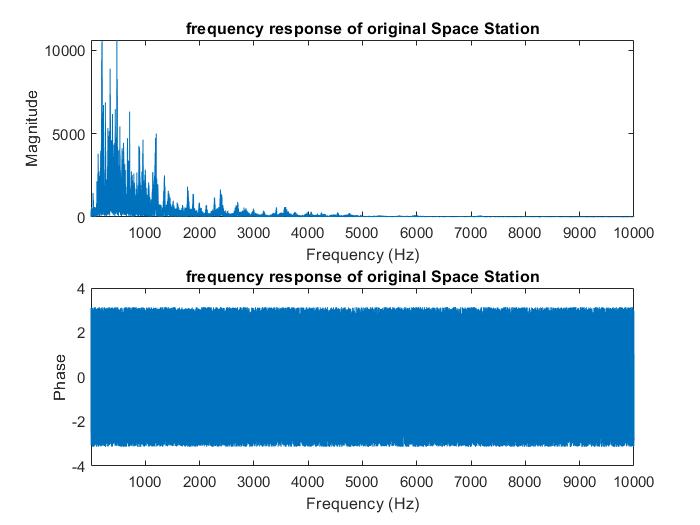 frequency response of original Space Station
10000
5000
0
Magnitude
1000 2000 3000 4000 5000 6000 7000 8000 9000 10000
Frequency (Hz)
frequency response of original Space Station
4
2
0
-2
-4
Phase
1000 2000 3000 4000 5000 6000 7000 8000 9000 10000
Frequency (Hz)